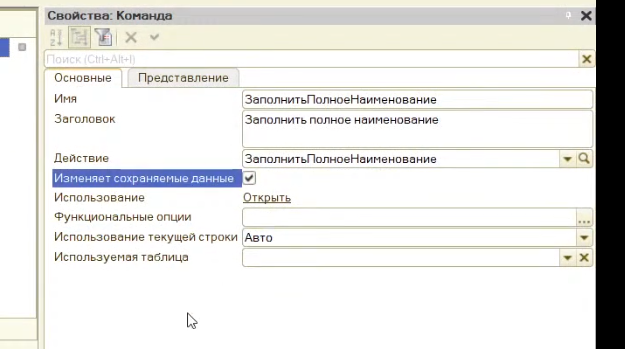 Свойства: Команда
Поиск (Ctrl+Alt+I)
Основные Представление
Имя ЗаполнитьПолноеНаименование
Заголовок Заполнить полное наименование
Действие ЗаполнитьПолноеНаименование
Изменяет сохраняемые данные
Использование Открыть
Функциональные опции
Использование текущей строки Авто
Используемая таблица